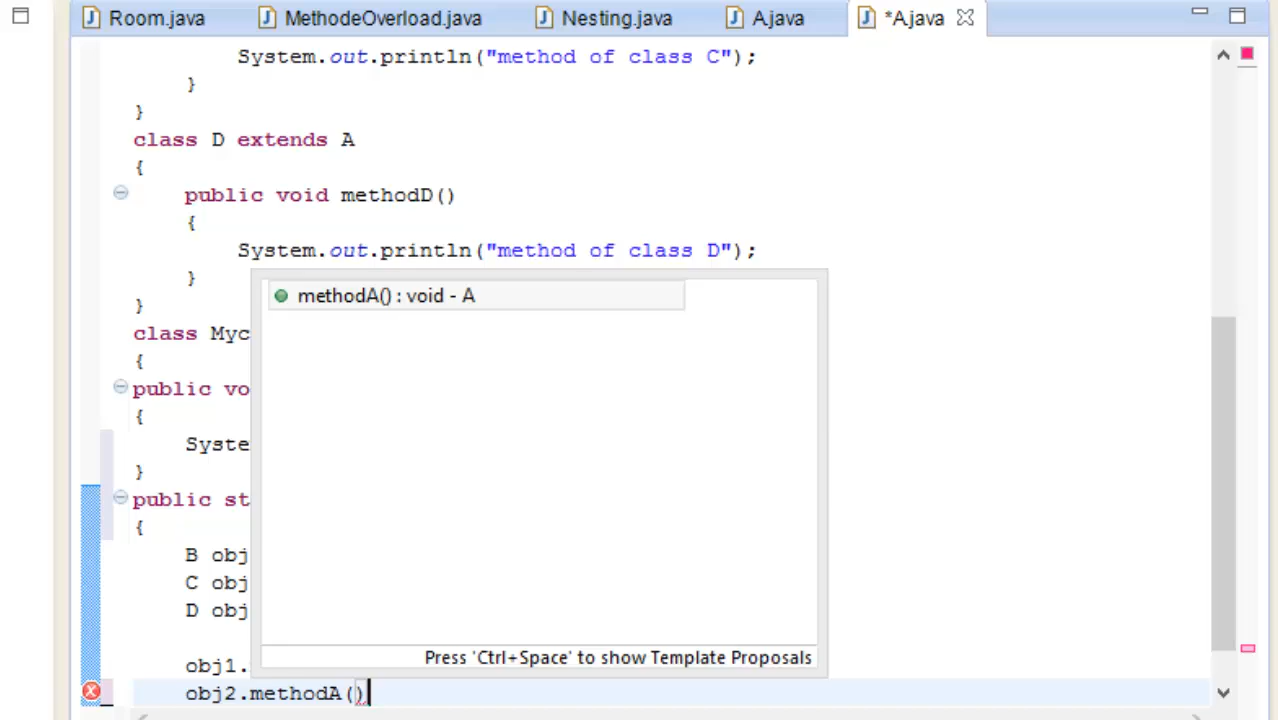 Room.java MethodeOverload.java Nesting.java A.java *A.java
System.out.println("method of class C");
}
}
class D extends A
{
public void methodD()
{
System.out.println("method of class D");
}
methodA() : void - A
}
class Myc
{
public vo
{
Syste
}
public st
{
B obj
C obj
D obj
Press 'Ctrl+Space' to show Template Proposals
obj1.
obj2.methodA()